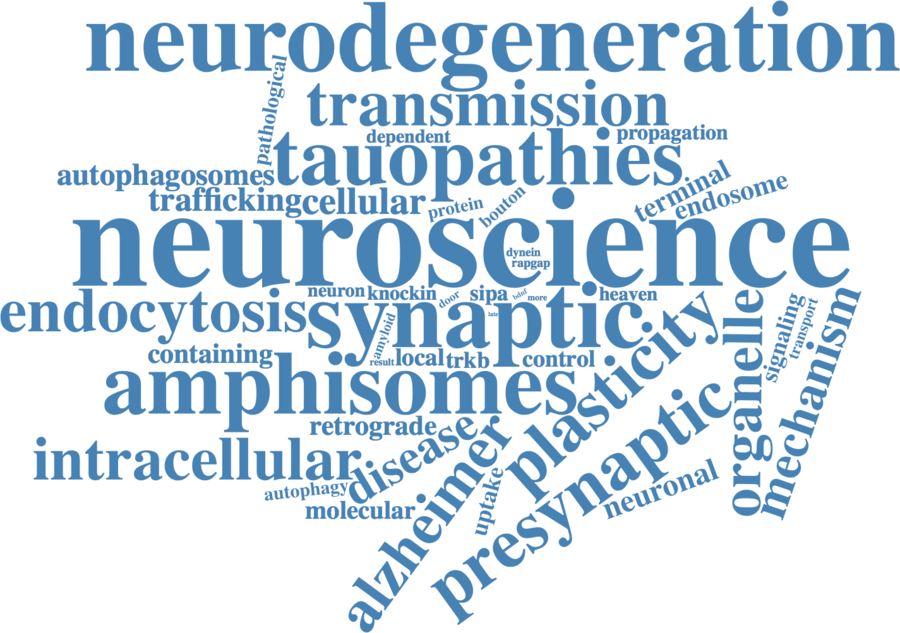 neurodegeneration
pathological
transmission
dependent
propagation
tauopathies
autophagosomes
trafficking
cellular
protein
bouton
terminal
endosome
neuroscience
dynein
rapgap
neuron
knockin
door
sipa
bdnf
more
heaven
endocytosis
synaptic
late
amyloid
containing
result
local
trkb
control
plasticity
organelle
signaling
transport
mechanism
amphisomes
retrograde
presynaptic
intracellular
disease
autophagy
alzheimer
uptake
neuronal
molecular